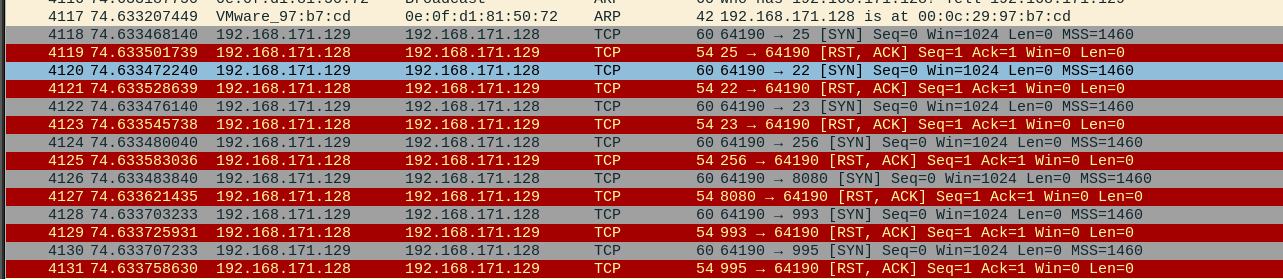 4117 74.633207449 VMware_97:b7:cd 0e:0f:d1:81:50:72 ARP 42 192.168.171.128 is at 00:0c:29:97:b7:cd
4118 74.633468140 192.168.171.129 192.168.171.128 TCP 60 64190 → 25 [SYN] Seq=0 Win=1024 Len=0 MSS=1460
4119 74.633501739 192.168.171.128 192.168.171.129 TCP 54 25 → 64190 [RST, ACK] Seq=1 Ack=1 Win=0 Len=0
4120 74.633472240 192.168.171.129 192.168.171.128 TCP 60 64190 → 22 [SYN] Seq=0 Win=1024 Len=0 MSS=1460
4121 74.633528639 192.168.171.128 192.168.171.129 TCP 54 22 → 64190 [RST, ACK] Seq=1 Ack=1 Win=0 Len=0
4122 74.633476140 192.168.171.129 192.168.171.128 TCP 60 64190 → 23 [SYN] Seq=0 Win=1024 Len=0 MSS=1460
4123 74.633545738 192.168.171.128 192.168.171.129 TCP 54 23 → 64190 [RST, ACK] Seq=1 Ack=1 Win=0 Len=0
4124 74.633480040 192.168.171.129 192.168.171.128 TCP 60 64190 → 256 [SYN] Seq=0 Win=1024 Len=0 MSS=1460
4125 74.633583036 192.168.171.128 192.168.171.129 TCP 54 256 → 64190 [RST, ACK] Seq=1 Ack=1 Win=0 Len=0
4126 74.633483840 192.168.171.129 192.168.171.128 TCP 60 64190 → 8080 [SYN] Seq=0 Win=1024 Len=0 MSS=1460
4127 74.633621435 192.168.171.128 192.168.171.129 TCP 54 8080 → 64190 [RST, ACK] Seq=1 Ack=1 Win=0 Len=0
4128 74.633703233 192.168.171.129 192.168.171.128 TCP 60 64190 → 993 [SYN] Seq=0 Win=1024 Len=0 MSS=1460
4129 74.633725931 192.168.171.128 192.168.171.129 TCP 54 993 → 64190 [RST, ACK] Seq=1 Ack=1 Win=0 Len=0
4130 74.633707233 192.168.171.129 192.168.171.128 TCP 60 64190 → 995 [SYN] Seq=0 Win=1024 Len=0 MSS=1460
4131 74.633758630 192.168.171.128 192.168.171.129 TCP 54 995 → 64190 [RST, ACK] Seq=1 Ack=1 Win=0 Len=0